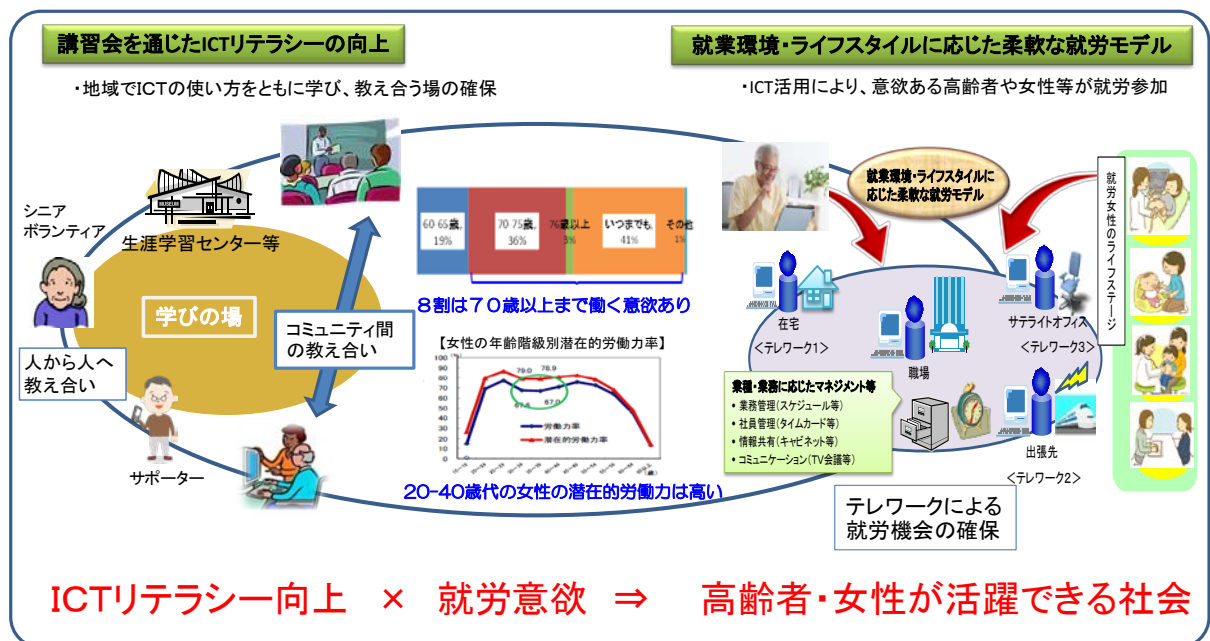 講習会を通じたICTリテラシーの向上
・地域でICTの使い方をともに学び、教え合う場の確保
シニア
ボランティア
MUSEUM
生涯学習センター等
学びの場
人から人へ
教え合い
サポーター
コミュニティ間
の教え合い
60-65歳,
19%
70-75歳,
36%
76歳以上
3%
いつまでも,
41%
その他
1%
8割は70歳以上まで働く意欲あり
【女性の年齢階級別潜在的労働力率】
(%)
100
90
80
70
60
50
40
30
20
10
0
79.0
78.9
67.6
67.0
労働力率
潜在的労働力率
20-40歳代の女性の潜在的労働力は高い
就業環境・ライフスタイルに応じた柔軟な就労モデル
・ICT活用により、意欲ある高齢者や女性等が就労参加
就業環境・ライフスタイルに
応じた柔軟な就労モデル
就労女性のライフステージ
在宅
<テレワーク1>
職場
サテライトオフィス
<テレワーク3>
出張先
<テレワーク2>
業種・業務に応じたマネジメント等
• 業務管理(スケジュール等)
• 社員管理(タイムカード等)
• 情報共有(キャビネット等)
• コミュニケーション(TV会議等)
テレワークによる
就労機会の確保
ICTリテラシー向上 × 就労意欲 ⇒ 高齢者・女性が活躍できる社会